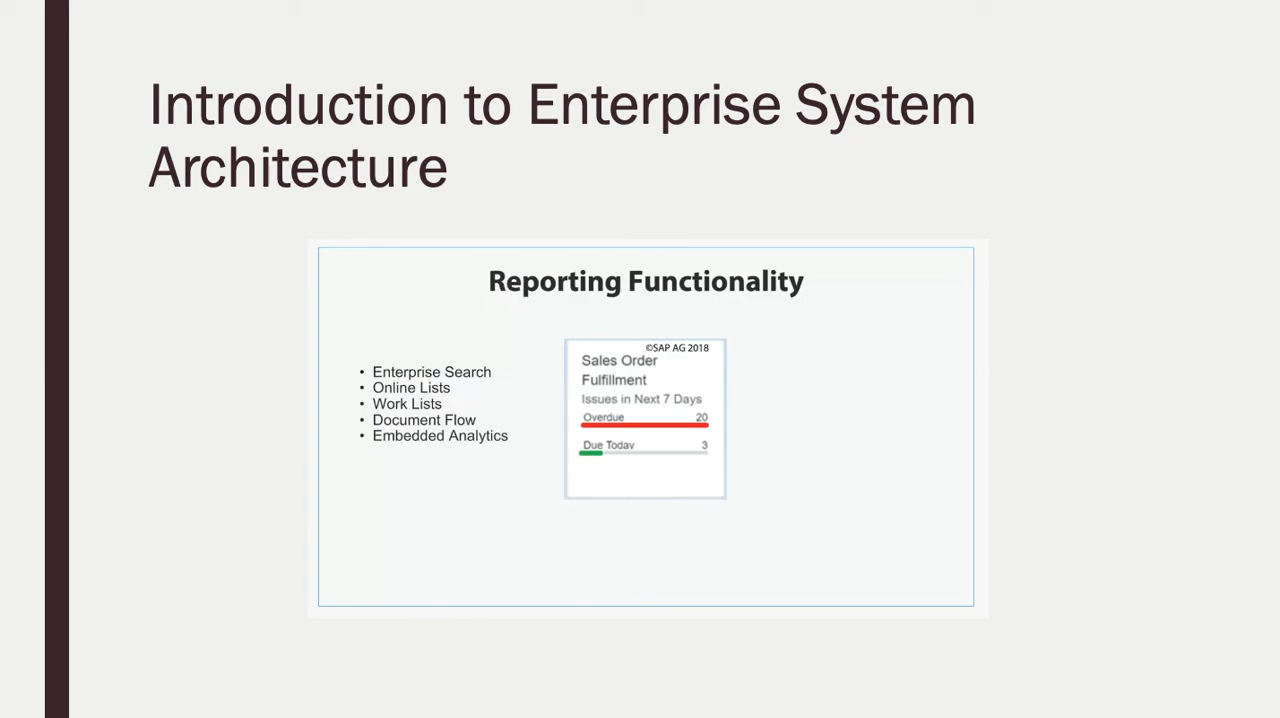 Introduction to Enterprise System
Architecture
Reporting Functionality
• Enterprise Search
• Online Lists
• Work Lists
• Document Flow
• Embedded Analytics
©SAP AG 2018
Sales Order
Fulfillment
Issues in Next 7 Days
Overdue 20
Due Today 3